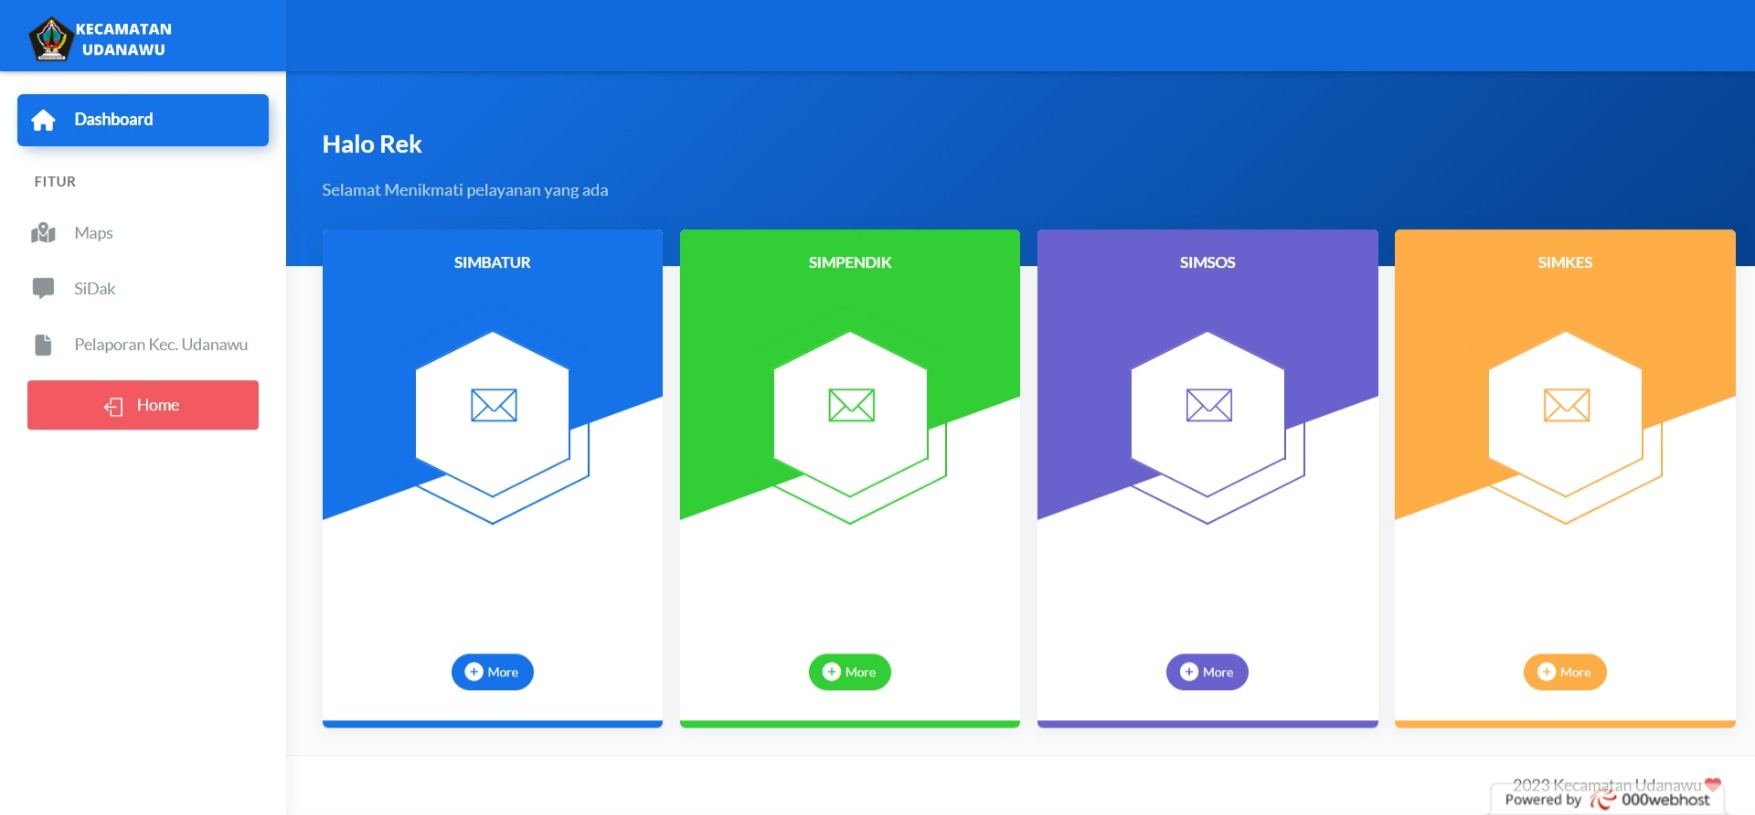 KECAMATAN
UDANAWU
Dashboard
FITUR
Maps
SiDak
Pelaporan Kec. Udanawu
Home
Halo Rek
Selamat Menikmati pelayanan yang ada
SIMBATUR
SIMPENDIK
SIMSOS
SIMKES
More
More
More
More
2023 Kecamatan Udanawu
Powered by 000webhost